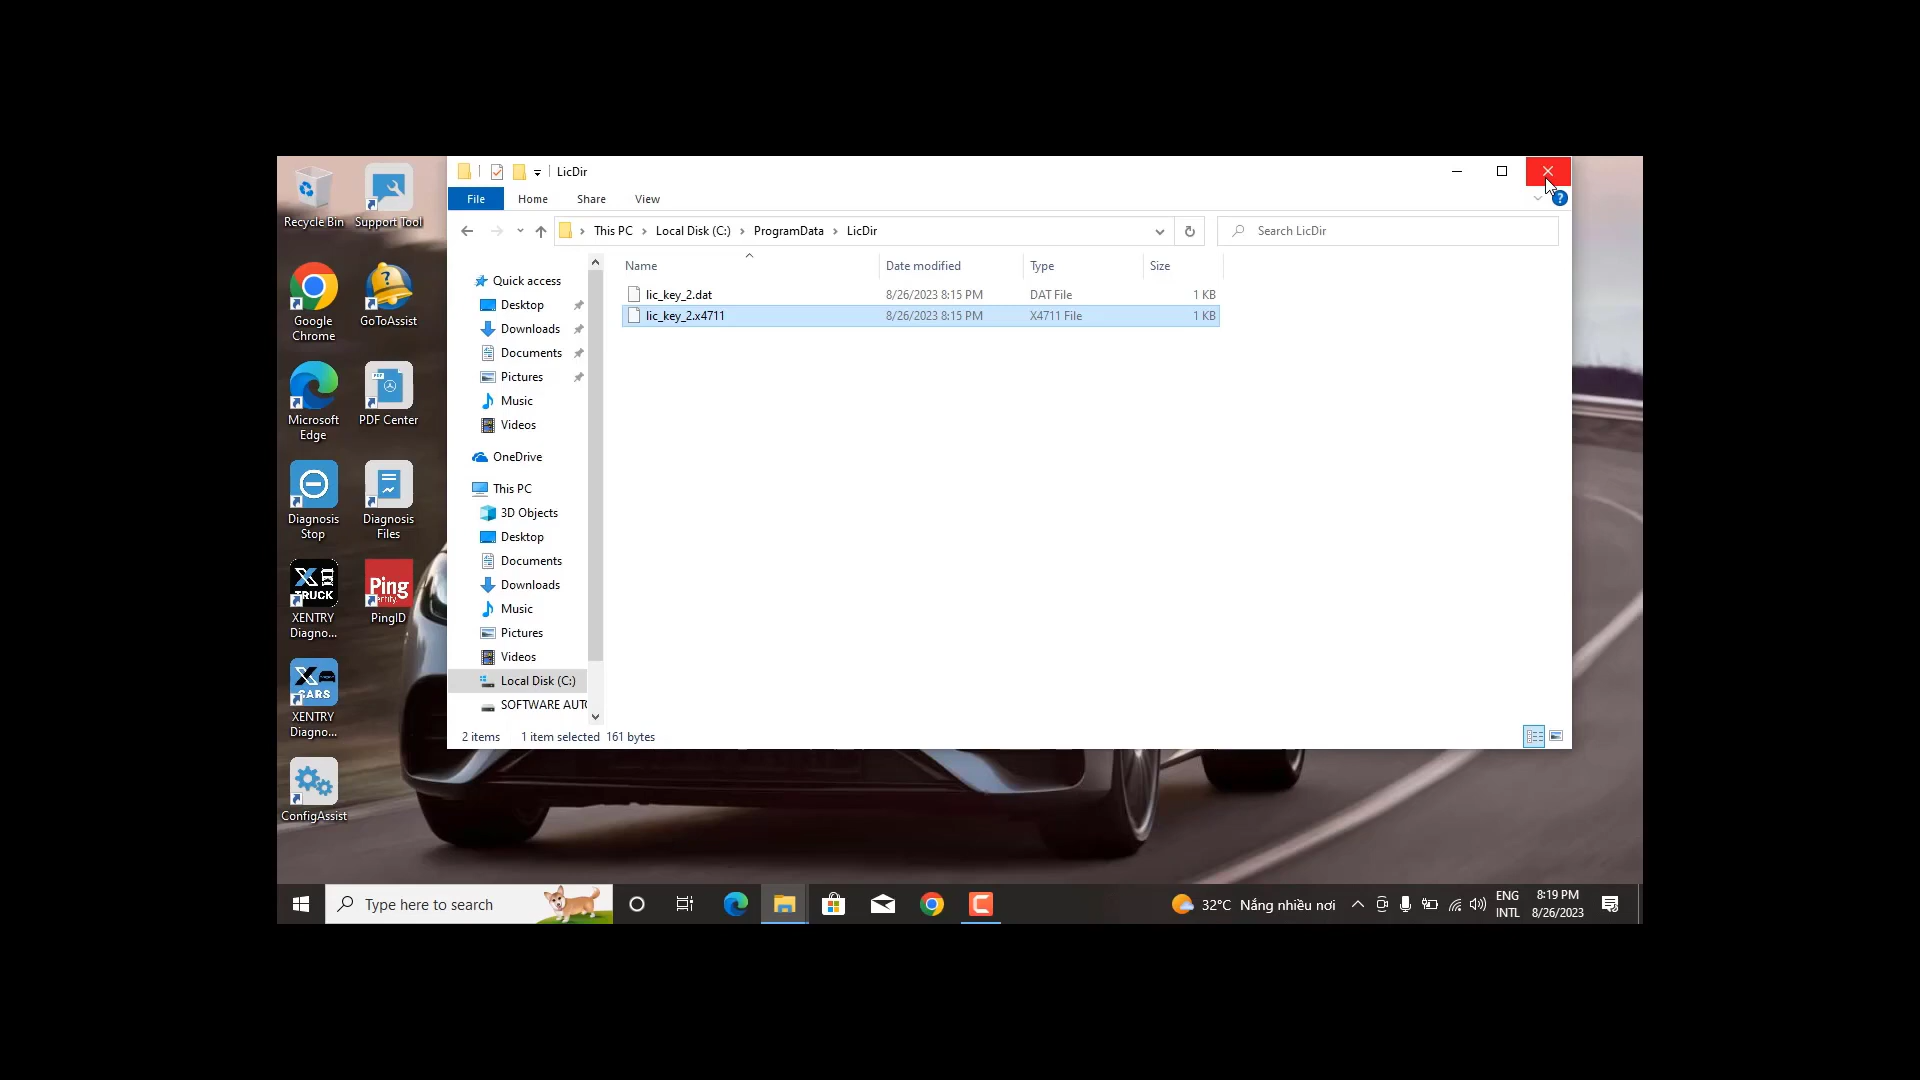 LicDir
File
Home
Share
View
This PC
Local Disk (C:)
ProgramData
LicDir
Search LicDir
Name
Date modified
Type
Size
lic_key_2.dat
8/26/2023 8:15 PM
DAT File
1 KB
lic_key_2.x4711
8/26/2023 8:15 PM
X4711 File
1 KB
Quick access
Desktop
Downloads
Documents
Pictures
Music
Videos
OneDrive
This PC
3D Objects
Desktop
Documents
Downloads
Music
Pictures
Videos
Local Disk (C:)
SOFTWARE AUTO
2 items
1 item selected
161 bytes
Recycle Bin
Support Tool
Google
Chrome
GoToAssist
Microsoft
Edge
PDF
PDF Center
Diagnosis
Stop
Diagnosis
Files
X
TRUCK
XENTRY
Diagno...
Ping
Identity.
PingID
X
CARS
XENTRY
Diagno...
ConfigAssist
Type here to search
32°C
Nắng nhiều nơi
ENG
INTL
8:19 PM
8/26/2023